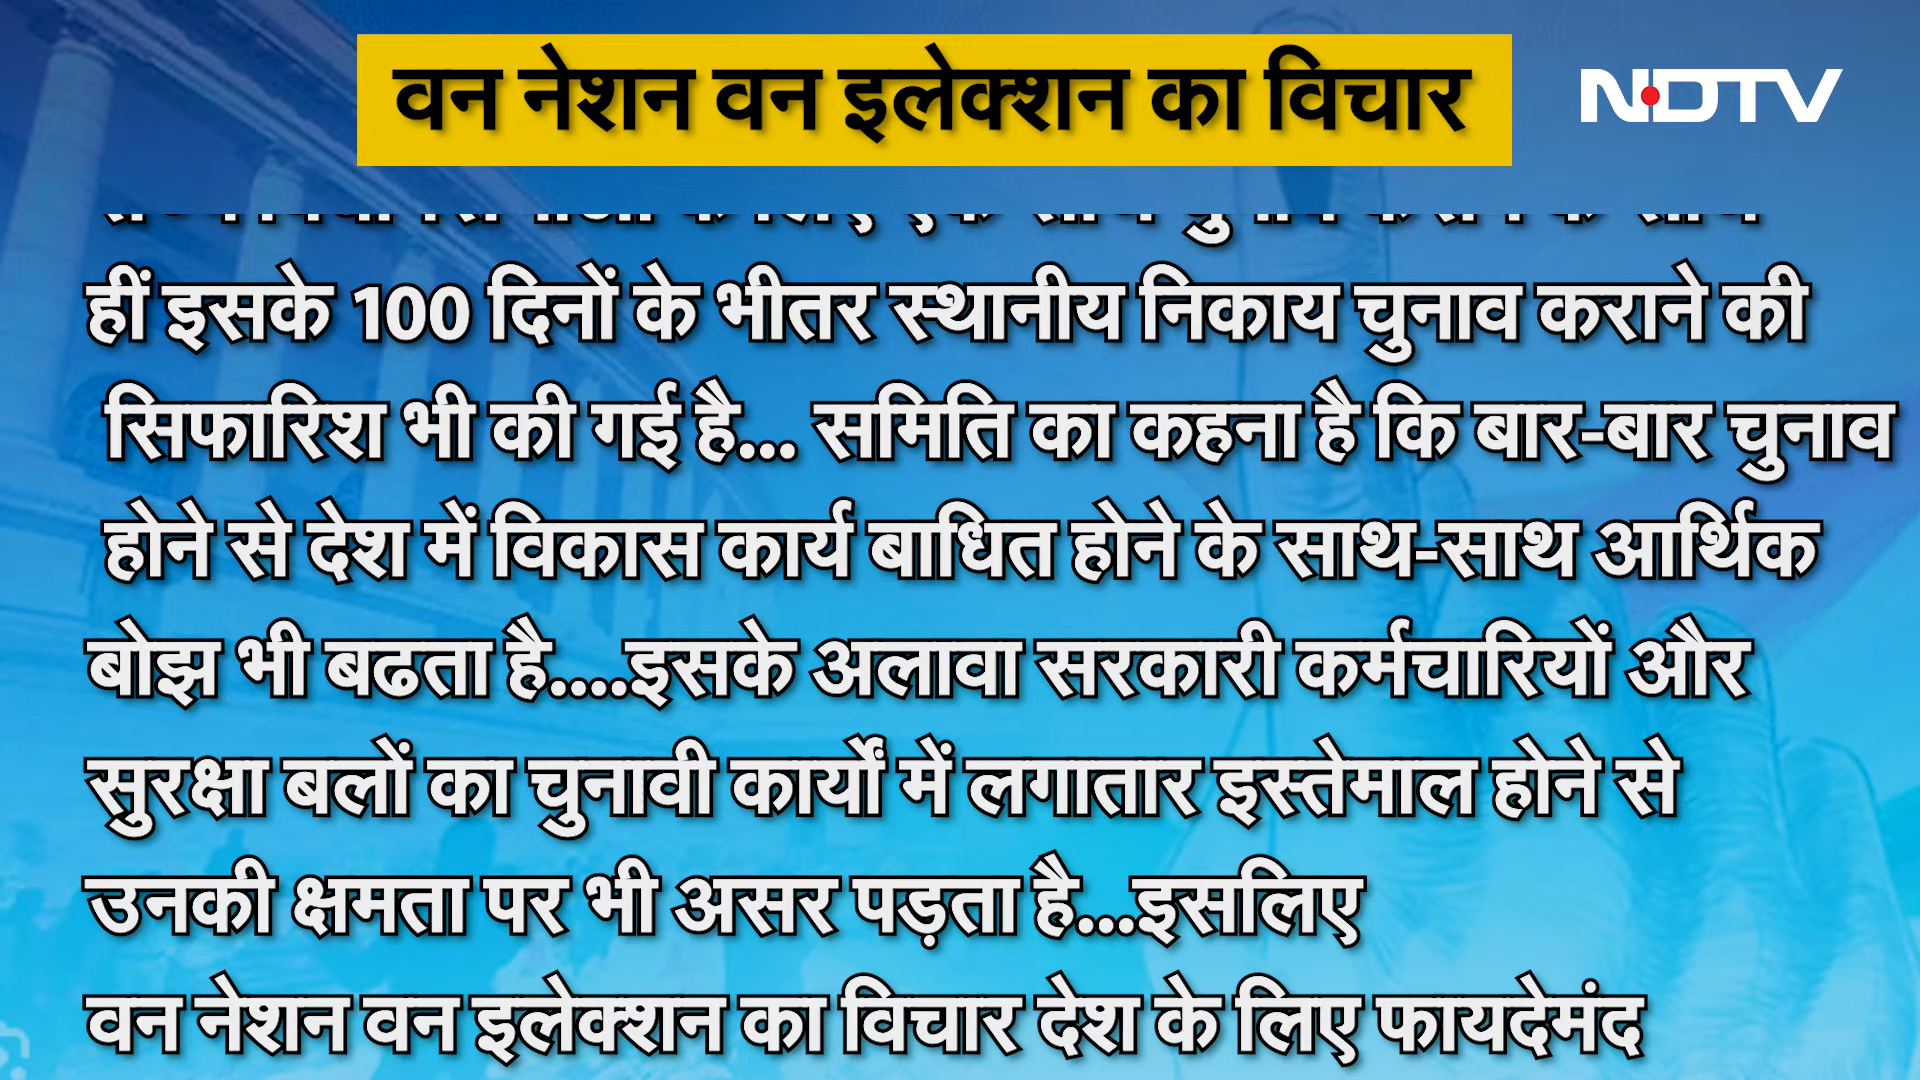 वन नेशन वन इलेक्शन का विचार
NDTV
हीं इसके 100 दिनों के भीतर स्थानीय निकाय चुनाव कराने की
सिफारिश भी की गई है... समिति का कहना है कि बार-बार चुनाव
होने से देश में विकास कार्य बाधित होने के साथ-साथ आर्थिक
बोझ भी बढता है....इसके अलावा सरकारी कर्मचारियों और
सुरक्षा बलों का चुनावी कार्यों में लगातार इस्तेमाल होने से
उनकी क्षमता पर भी असर पड़ता है...इसलिए
वन नेशन वन इलेक्शन का विचार देश के लिए फायदेमंद